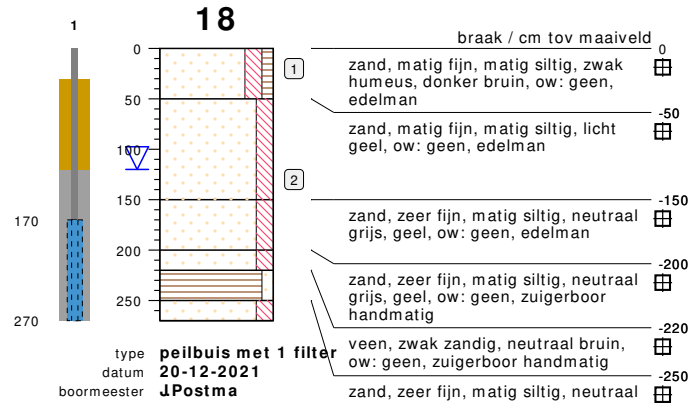 18
1
braak / cm tov maaiveld
0
0
zand, matig fijn, matig siltig, zwak
humeus, donker bruin, ow: geen,
edelman
1
50
-50
zand, matig fijn, matig siltig, licht
geel, ow: geen, edelman
100
2
150
-150
170
zand, zeer fijn, matig siltig, neutraal
grijs, geel, ow: geen, edelman
200
-200
zand, zeer fijn, matig siltig, neutraal
grijs, geel, ow: geen, zuigerboor
handmatig
250
270
-220
veen, zwak zandig, neutraal bruin,
ow: geen, zuigerboor handmatig
-250
zand, zeer fijn, matig siltig, neutraal
type peilbuis met 1 filter
datum 20-12-2021
boormeester J.Postma